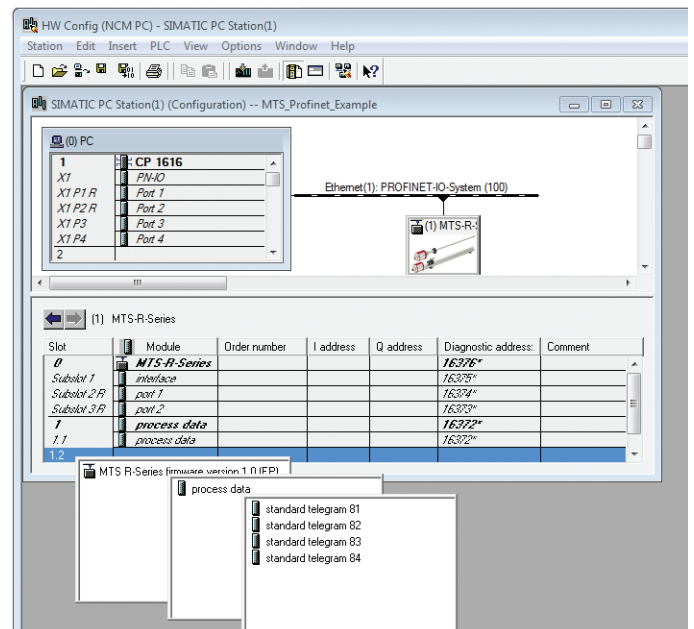 HW Config (NCM PC) - SIMATIC PC Station(1)
Station Edit Insert PLC View Options Window Help
SIMATIC PC Station(1) (Configuration) -- MTS_Profinet_Example
(0) PC
1 CP 1616
X1 PN-IO
X1 P1 R Port 1
X1 P2 R Port 2
X1 P3 Port 3
X1 P4 Port 4
2
Ethernet(1): PROFINET-IO-System (100)
(1) MTS-R-S
(1) MTS-R-Series
Slot Module Order number I address Q address Diagnostic address: Comment
0 MTS-R-Series 16376*
Subslot 1 interface 16375*
Subslot 2 R port 1 16374*
Subslot 3 R port 2 16373*
1 process data 16372*
1.1 process data 16372*
1.2
MTS R-Series firmware version 1.0 (FP)
process data
standard telegram 81
standard telegram 82
standard telegram 83
standard telegram 84